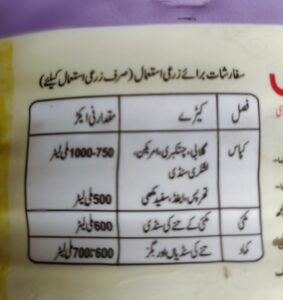 سفارشات برائے زرعی استعمال (صرف زرعی استعمال کیلئے)
فصل کیڑے مقدار فی ایکڑ
کپاس گلابی، چتکبری، امریکن، 750-1000 ملی لیٹر
لشکری سنڈی
تھرپس، ایفڈ، سفید مکھی 500 ملی لیٹر
مکئی مکئی کے تنے کی سنڈی 600 ملی لیٹر
کماد تنے کی سنڈیاں اور بگز 600 تا 700 ملی لیٹر